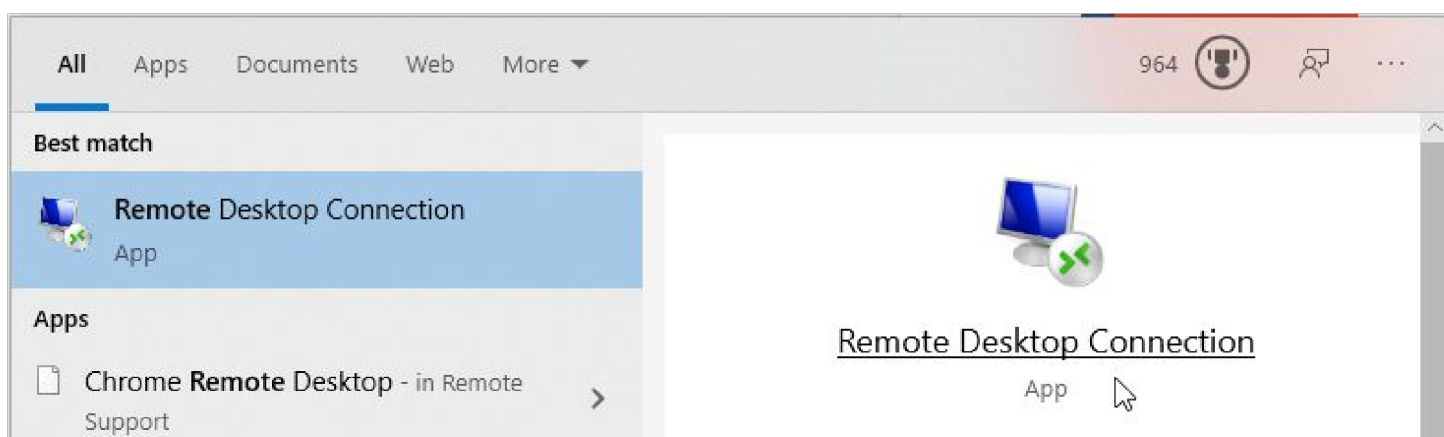 All Apps Documents Web More 964 ...
Best match
Remote Desktop Connection
App
Apps
Chrome Remote Desktop - in Remote
Support
Remote Desktop Connection
App